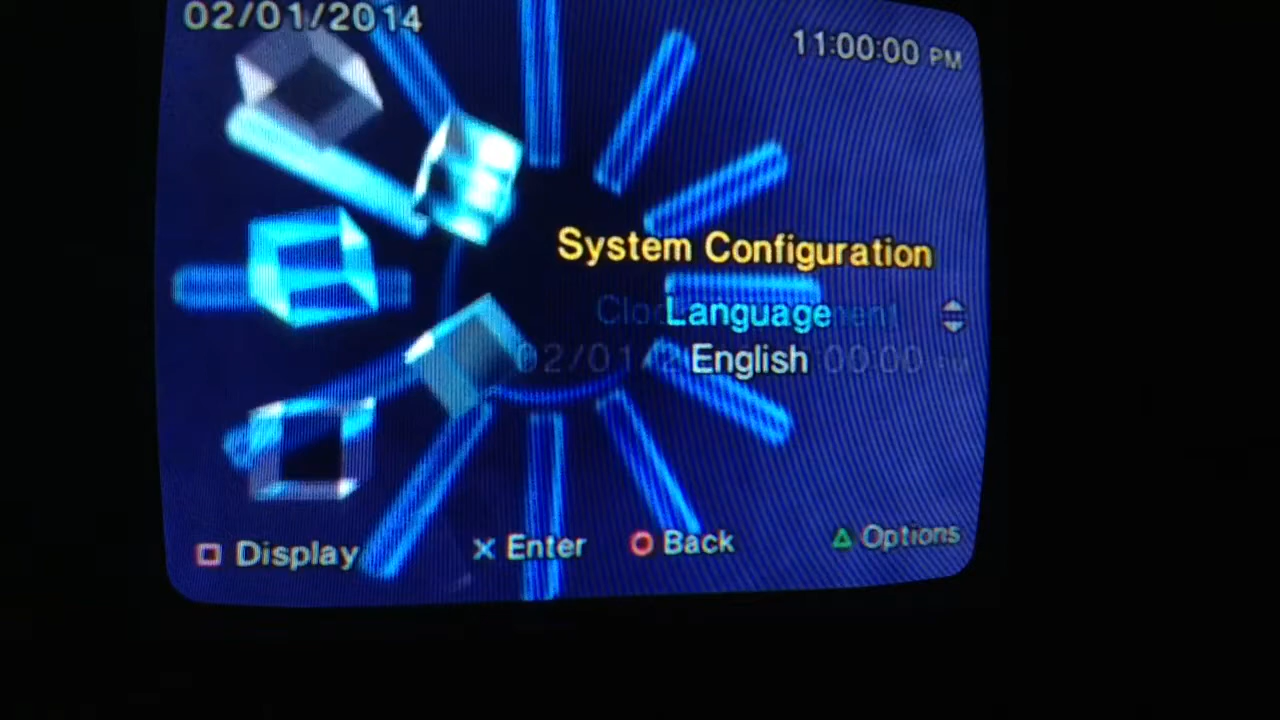 02/01/2014
11:00:00 PM
System Configuration
Language
English
□ Display
X Enter
O Back
△ Options